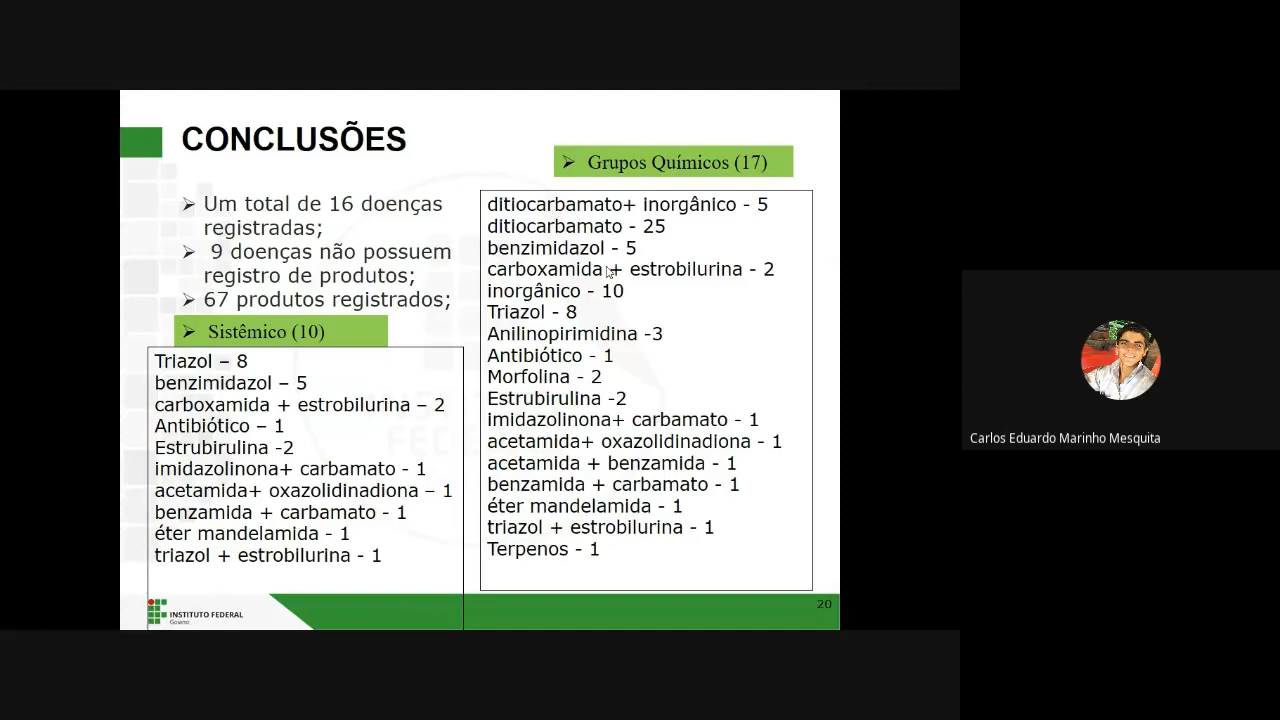 CONCLUSÕES
➢ Um total de 16 doenças
registradas;
➢ 9 doenças não possuem
registro de produtos;
➢ 67 produtos registrados;
➢ Sistêmico (10)
Triazol – 8
benzimidazol – 5
carboxamida + estrobilurina – 2
Antibiótico – 1
Estrubirulina -2
imidazolinona+ carbamato - 1
acetamida+ oxazolidinadiona – 1
benzamida + carbamato - 1
éter mandelamida - 1
triazol + estrobilurina - 1
➢ Grupos Químicos (17)
ditiocarbamato+ inorgânico - 5
ditiocarbamato - 25
benzimidazol - 5
carboxamida + estrobilurina - 2
inorgânico - 10
Triazol - 8
Anilinopirimidina -3
Antibiótico - 1
Morfolina - 2
Estrubirulina -2
imidazolinona+ carbamato - 1
acetamida+ oxazolidinadiona - 1
acetamida + benzamida - 1
benzamida + carbamato - 1
éter mandelamida - 1
triazol + estrobilurina - 1
Terpenos - 1
INSTITUTO FEDERAL
Goiano
20
Carlos Eduardo Marinho Mesquita